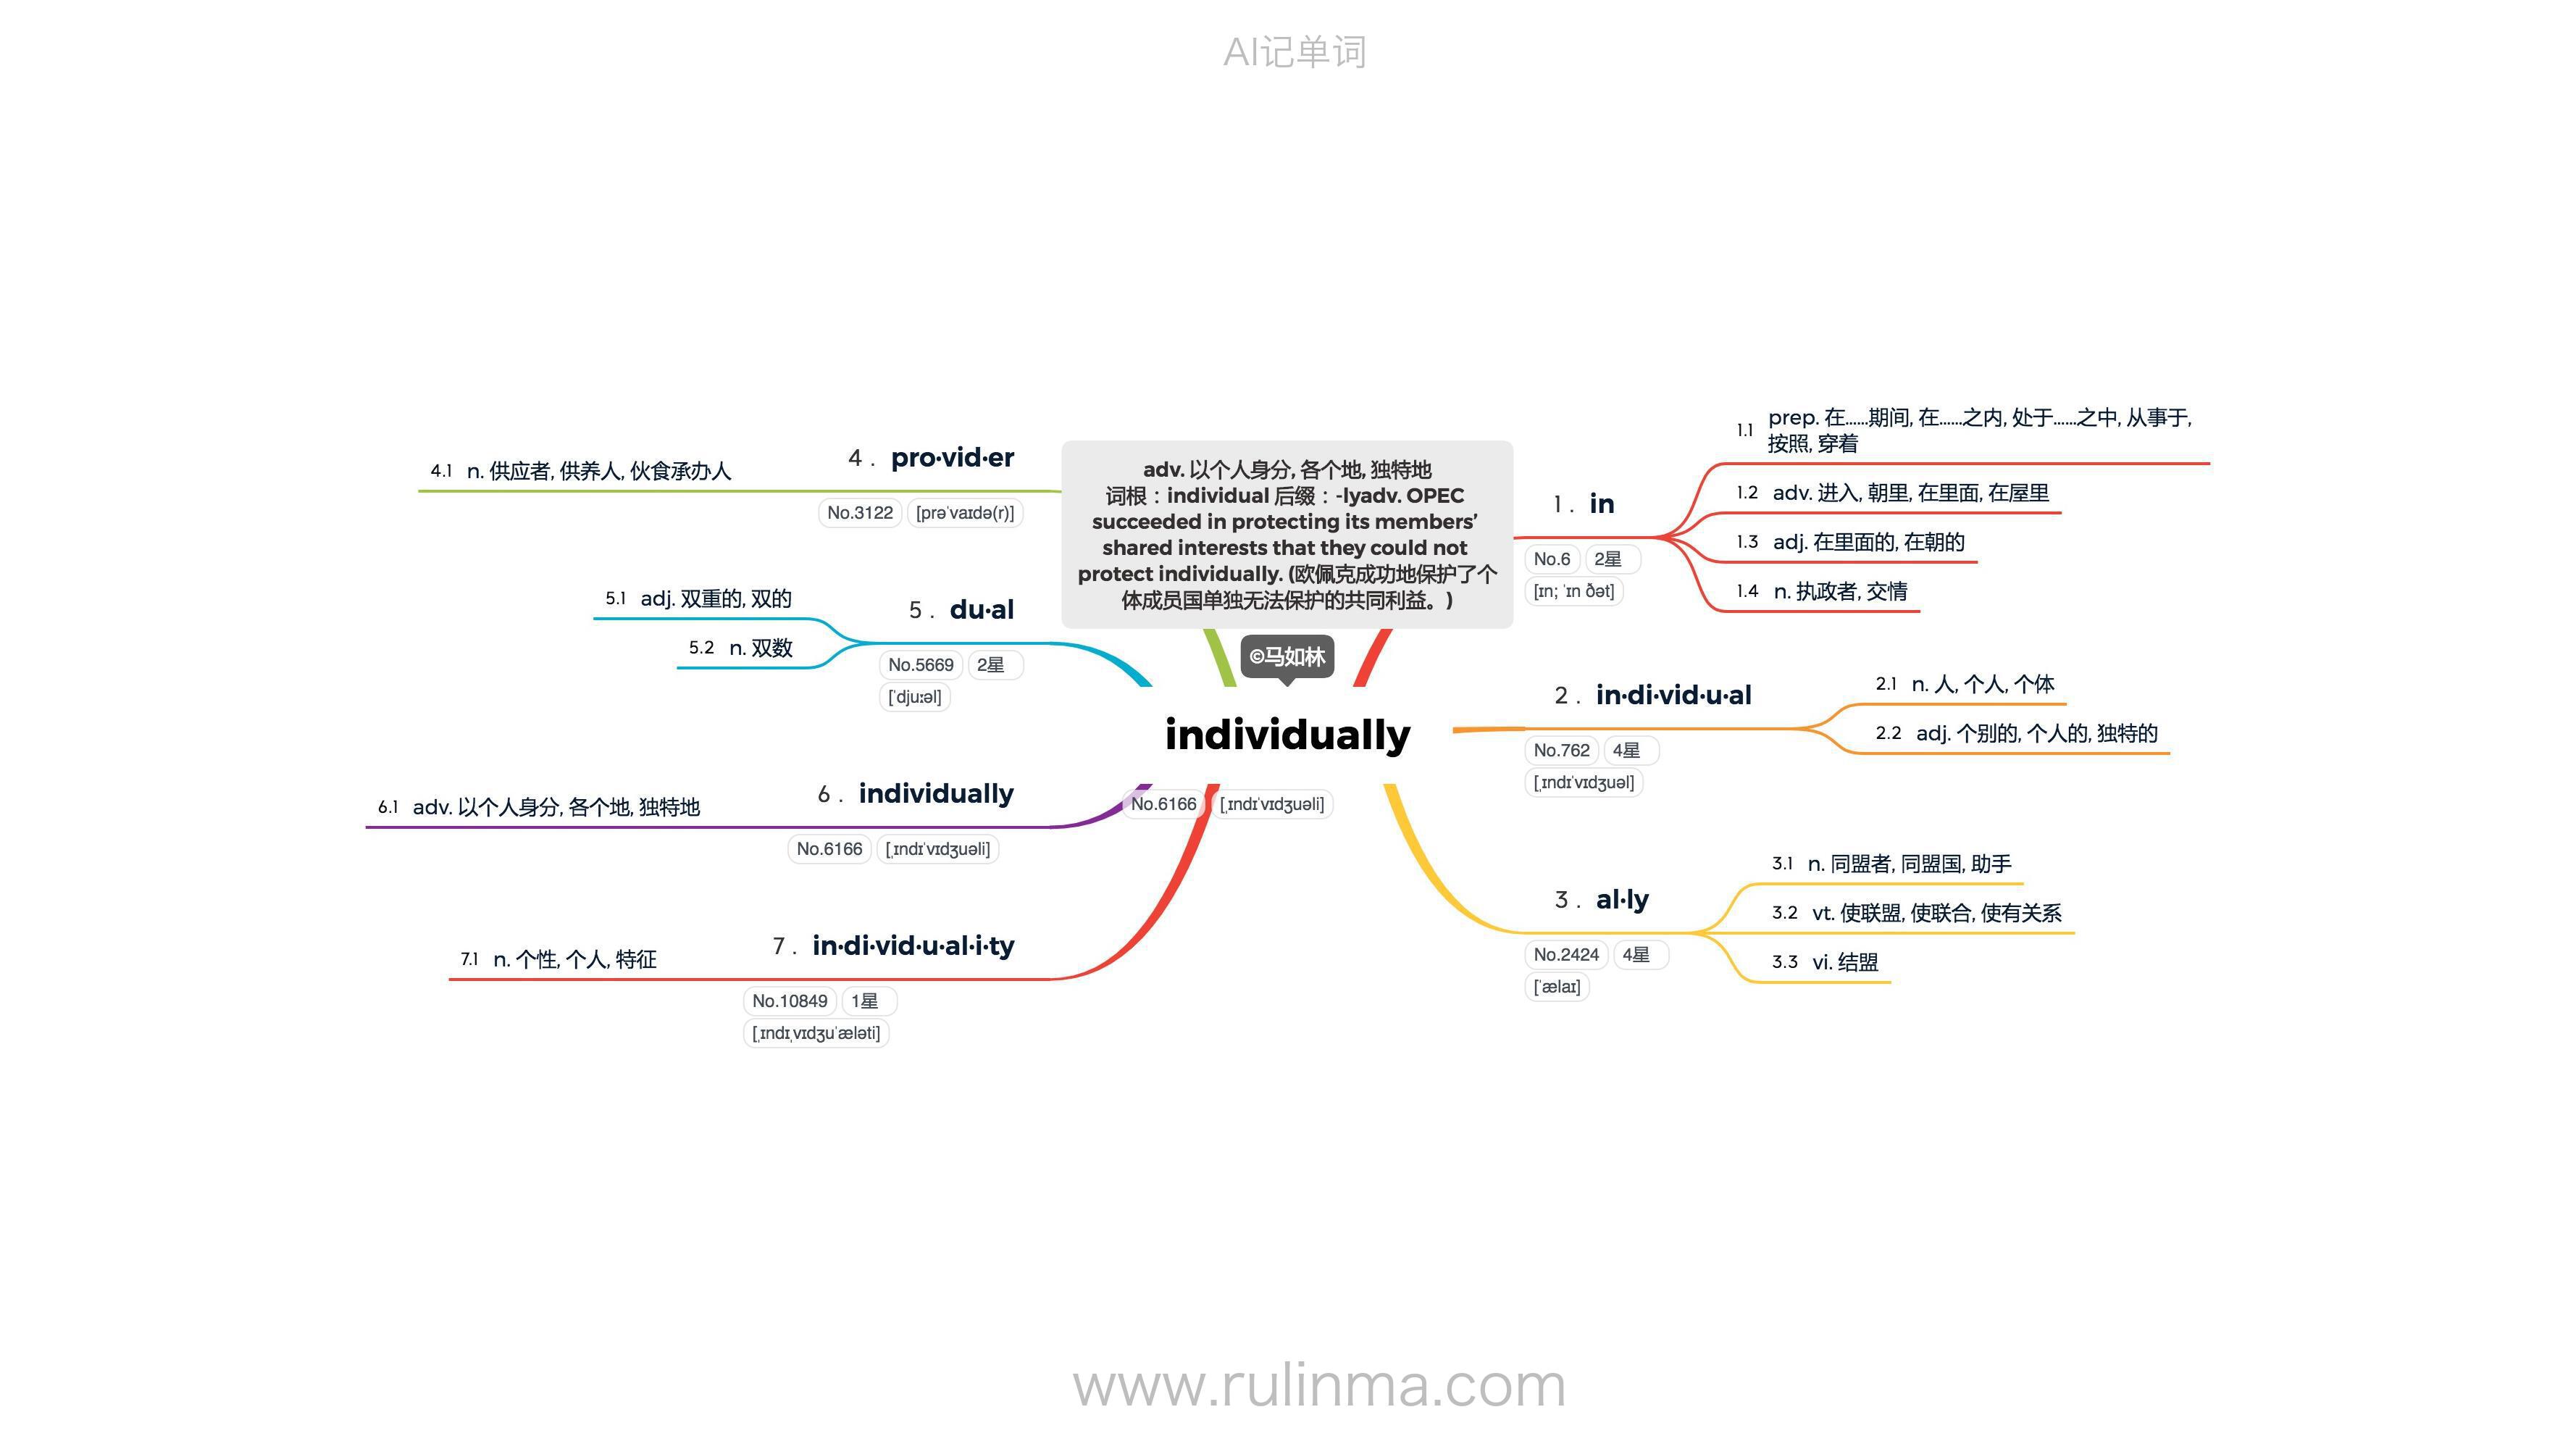 AI记单词
adv. 以个人身分, 各个地, 独特地
词根：individual 后缀：-lyadv. OPEC
succeeded in protecting its members’
shared interests that they could not
protect individually. (欧佩克成功地保护了个
体成员国单独无法保护的共同利益。)
©马如林
individually
No.6166 [ˌɪndɪˈvɪdʒuəli]
1 . in
No.6 2星
[ɪn; ˈɪn ðət]
1.1 prep. 在……期间, 在……之内, 处于……之中, 从事于,
按照, 穿着
1.2 adv. 进入, 朝里, 在里面, 在屋里
1.3 adj. 在里面的, 在朝的
1.4 n. 执政者, 交情
2 . in·di·vid·u·al
No.762 4星
[ˌɪndɪˈvɪdʒuəl]
2.1 n. 人, 个人, 个体
2.2 adj. 个别的, 个人的, 独特的
3 . al·ly
No.2424 4星
[ˈælaɪ]
3.1 n. 同盟者, 同盟国, 助手
3.2 vt. 使联盟, 使联合, 使有关系
3.3 vi. 结盟
4 . pro·vid·er
No.3122 [prəˈvaɪdə(r)]
4.1 n. 供应者, 供养人, 伙食承办人
5 . du·al
No.5669 2星
[ˈdjuːəl]
5.1 adj. 双重的, 双的
5.2 n. 双数
6 . individually
No.6166 [ˌɪndɪˈvɪdʒuəli]
6.1 adv. 以个人身分, 各个地, 独特地
7 . in·di·vid·u·al·i·ty
No.10849 1星
[ˌɪndɪˌvɪdʒuˈæləti]
7.1 n. 个性, 个人, 特征
www.rulinma.com